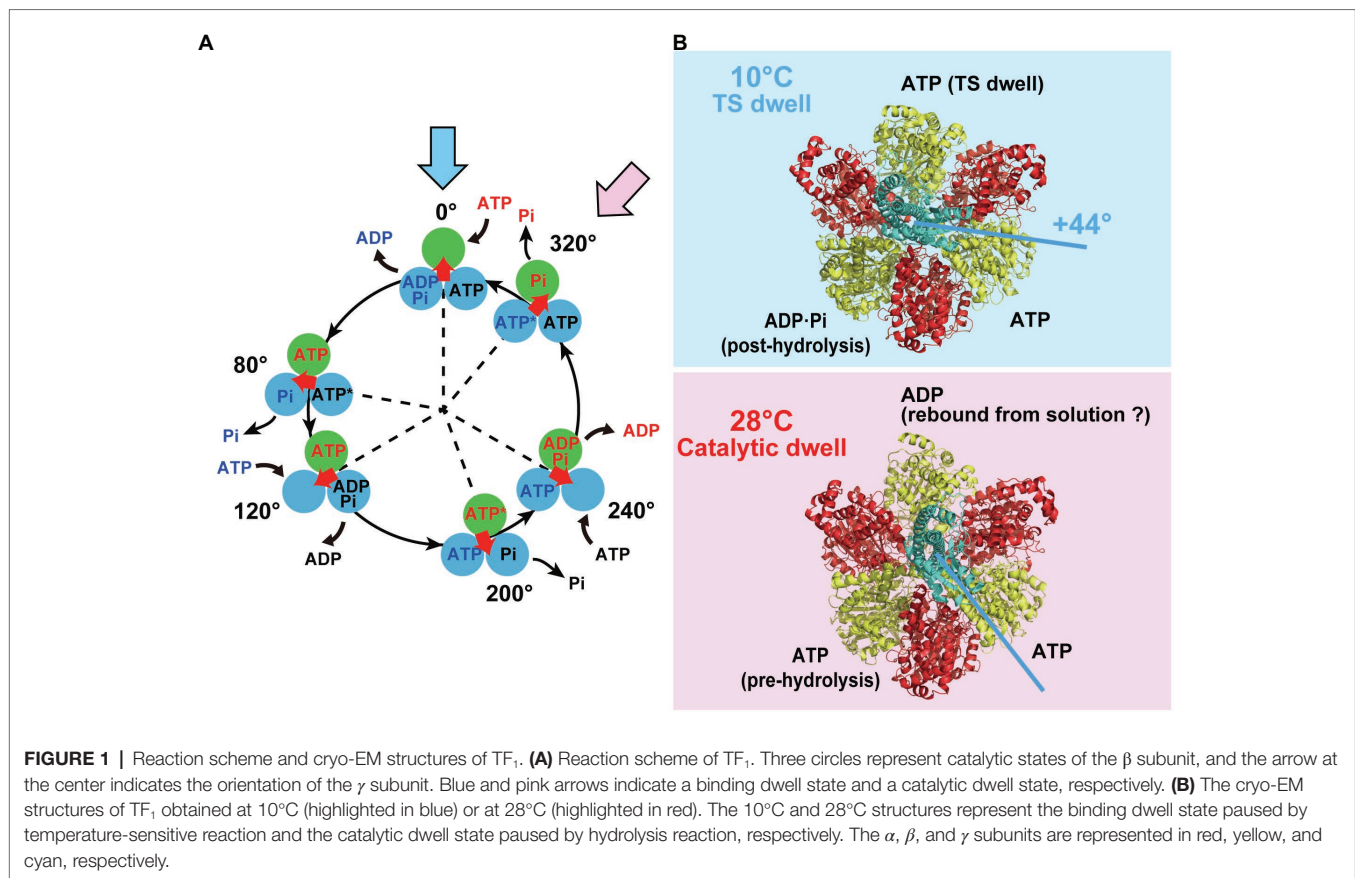 A
0°
ATP
ADP
ADP
Pi
ATP
320°
Pi
Pi
ATP*
ATP
80°
ATP
Pi
ATP*
Pi
ATP
120°
ATP
ADP
Pi
ADP
200°
ATP*
ATP
Pi
Pi
240°
ADP
Pi
ADP
ATP
ATP
B
10°C
TS dwell
ATP (TS dwell)
+44°
ADP·Pi
(post-hydrolysis)
ATP
28°C
Catalytic dwell
ADP
(rebound from solution ?)
ATP
(pre-hydrolysis)
ATP
FIGURE 1 | Reaction scheme and cryo-EM structures of TF₁. (A) Reaction scheme of TF₁. Three circles represent catalytic states of the β subunit, and the arrow at
the center indicates the orientation of the γ subunit. Blue and pink arrows indicate a binding dwell state and a catalytic dwell state, respectively. (B) The cryo-EM
structures of TF₁ obtained at 10°C (highlighted in blue) or at 28°C (highlighted in red). The 10°C and 28°C structures represent the binding dwell state paused by
temperature-sensitive reaction and the catalytic dwell state paused by hydrolysis reaction, respectively. The α, β, and γ subunits are represented in red, yellow, and
cyan, respectively.